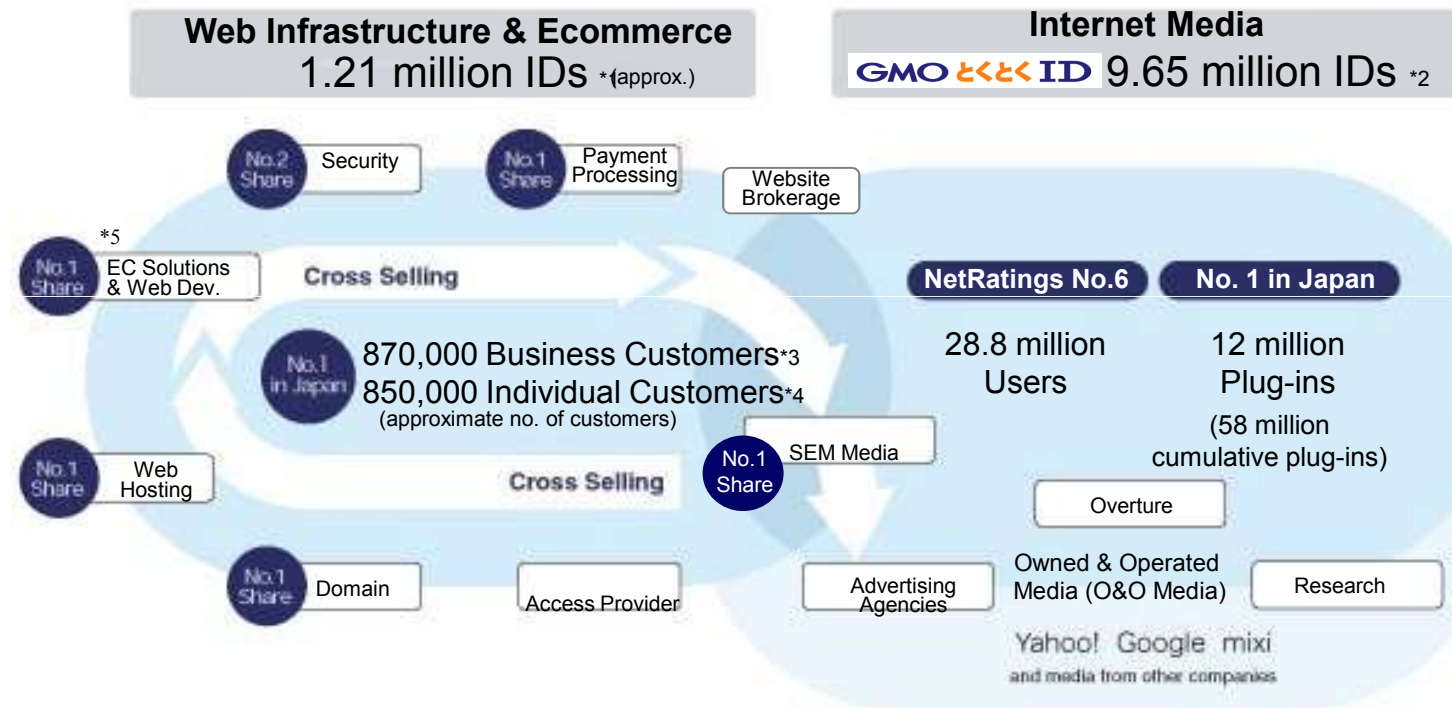 Web Infrastructure & Ecommerce
1.21 million IDs *1(approx.)
Internet Media
GMO とくとく ID 9.65 million IDs *2
No.2
Share
Security
No.1
Share
Payment
Processing
Website
Brokerage
*5
No.1
Share
EC Solutions
& Web Dev.
Cross Selling
NetRatings No.6
No. 1 in Japan
No.1
in Japan
870,000 Business Customers*3
850,000 Individual Customers*4
(approximate no. of customers)
28.8 million
Users
12 million
Plug-ins
(58 million
cumulative plug-ins)
No.1
Share
Web
Hosting
Cross Selling
No.1
Share
SEM Media
Overture
No.1
Share
Domain
Access Provider
Advertising
Agencies
Owned & Operated
Media (O&O Media)
Research
Yahoo! Google mixi
and media from other companies